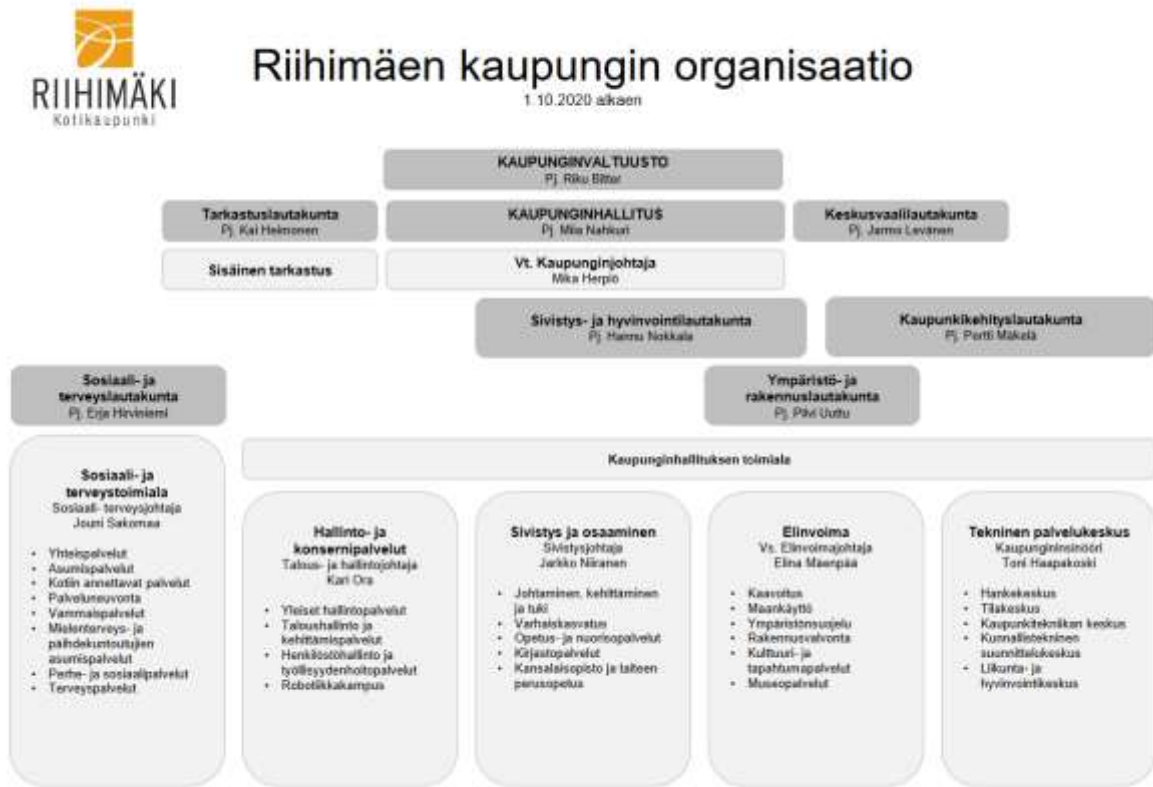 RIIHIMÄKI
Kotikaupunki
Riihimäen kaupungin organisaatio
1.10.2020 alkaen
KAUPUNGINVALTUUSTO
Pj. Riku Bitter
Tarkastuslautakunta
Pj. Kai Heimonen
KAUPUNGINHALLITUS
Pj. Miia Nahkuri
Keskusvaalilautakunta
Pj. Jarmo Levänen
Sisäinen tarkastus
Vt. Kaupunginjohtaja
Mika Herpiö
Sivistys- ja hyvinvointilautakunta
Pj. Hannu Nokkala
Kaupunkikehityslautakunta
Pj. Pertti Mäkelä
Sosiaali- ja
terveyslautakunta
Pj. Erja Hirviniemi
Ympäristö- ja
rakennuslautakunta
Pj. Pilvi Uuttu
Kaupunginhallituksen toimiala
Sosiaali- ja
terveystoimiala
Sosiaali- terveysjohtaja
Jouni Sakomaa
• Yhteispalvelut
• Asumispalvelut
• Kotiin annettavat palvelut
• Palveluneuvonta
• Vammaispalvelut
• Mielenterveys- ja
päihdekuntoutujien
asumispalvelut
• Perhe- ja sosiaalipalvelut
• Terveyspalvelut
Hallinto- ja
konsernipalvelut
Talous- ja hallintojohtaja
Kari Ora
• Yleiset hallintopalvelut
• Taloushallinto ja
kehittämispalvelut
• Henkilöstöhallinto ja
työllisyydenhoitopalvelut
• Robotiikkakampus
Sivistys ja osaaminen
Sivistysjohtaja
Jarkko Niiranen
• Johtaminen, kehittäminen
ja tuki
• Varhaiskasvatus
• Opetus- ja nuorisopalvelut
• Kirjastopalvelut
• Kansalaisopisto ja taiteen
perusopetus
Elinvoima
Vs. Elinvoimajohtaja
Elina Mäenpää
• Kaavoitus
• Maankäyttö
• Ympäristönsuojelu
• Rakennusvalvonta
• Kulttuuri- ja
tapahtumapalvelut
• Museopalvelut
Tekninen palvelukeskus
Kaupungininsinööri
Toni Haapakoski
• Hankekeskus
• Tilakeskus
• Kaupunkitekniikan keskus
• Kunnallistekninen
suunnittelukeskus
• Liikunta- ja
hyvinvointikeskus